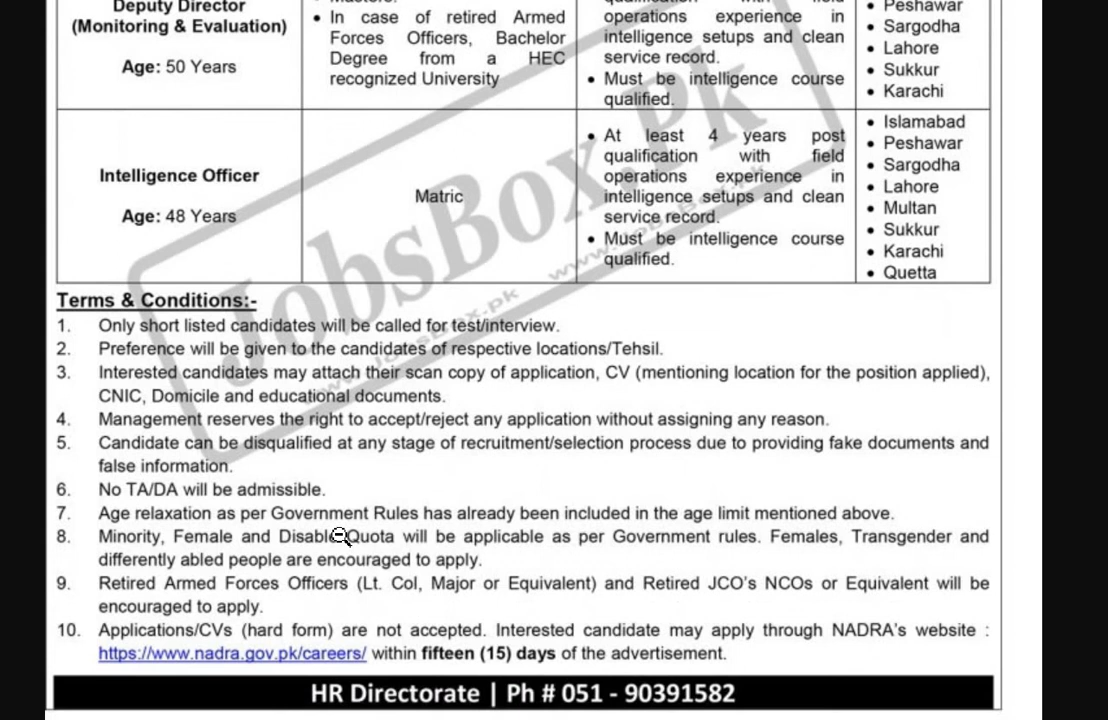 Deputy Director
(Monitoring & Evaluation)
Age: 50 Years
• In case of retired Armed
Forces Officers, Bachelor
Degree from a HEC
recognized University
operations experience in
intelligence setups and clean
service record.
• Must be intelligence course
qualified.
• Peshawar
• Sargodha
• Lahore
• Sukkur
• Karachi
Intelligence Officer
Age: 48 Years
Matric
• At least 4 years post
qualification with field
operations experience in
intelligence setups and clean
service record.
• Must be intelligence course
qualified.
• Islamabad
• Peshawar
• Sargodha
• Lahore
• Multan
• Sukkur
• Karachi
• Quetta
JobsBox.Pk
www.JobsBox.pk
www.JobsBox.pk
Terms & Conditions:-
1. Only short listed candidates will be called for test/interview.
2. Preference will be given to the candidates of respective locations/Tehsil.
3. Interested candidates may attach their scan copy of application, CV (mentioning location for the position applied),
CNIC, Domicile and educational documents.
4. Management reserves the right to accept/reject any application without assigning any reason.
5. Candidate can be disqualified at any stage of recruitment/selection process due to providing fake documents and
false information.
6. No TA/DA will be admissible.
7. Age relaxation as per Government Rules has already been included in the age limit mentioned above.
8. Minority, Female and Disable Quota will be applicable as per Government rules. Females, Transgender and
differently abled people are encouraged to apply.
9. Retired Armed Forces Officers (Lt. Col, Major or Equivalent) and Retired JCO's NCOs or Equivalent will be
encouraged to apply.
10. Applications/CVs (hard form) are not accepted. Interested candidate may apply through NADRA's website :
https://www.nadra.gov.pk/careers/ within fifteen (15) days of the advertisement.
HR Directorate | Ph # 051 - 90391582